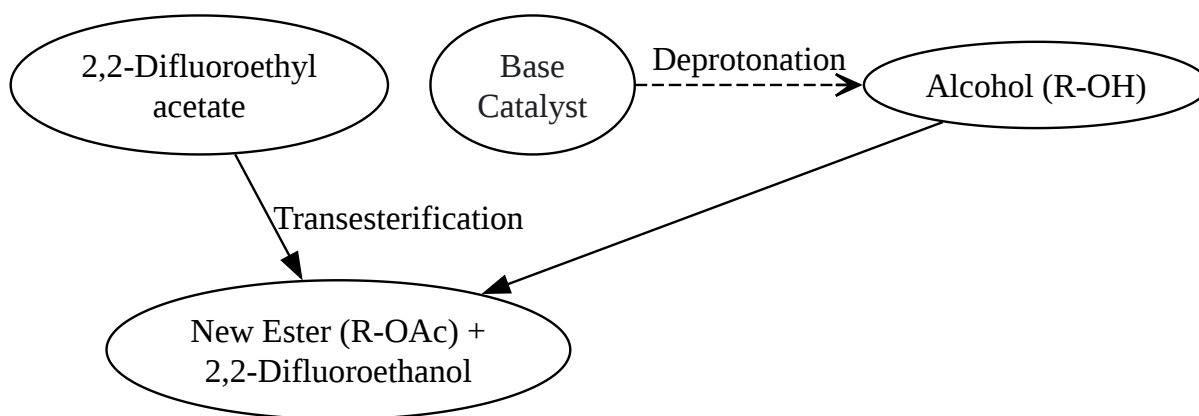 2,2-Difluoroethyl
acetate
Base
Catalyst
Deprotonation
Alcohol (R-OH)
Transesterification
New Ester (R-OAc) +
2,2-Difluoroethanol